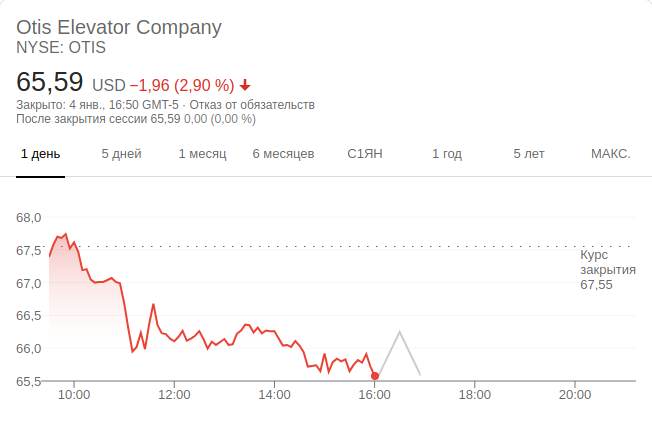 Otis Elevator Company
NYSE: OTIS
65,59 USD −1,96 (2,90 %)
Закрыто: 4 янв., 16:50 GMT-5 · Отказ от обязательств
После закрытия сессии 65,59 0,00 (0,00 %)
1 день 5 дней 1 месяц 6 месяцев С1ЯН 1 год 5 лет МАКС.
68,0
67,5
Курс
закрытия
67,55
67,0
66,5
66,0
65,5
10:00 12:00 14:00 16:00 18:00 20:00